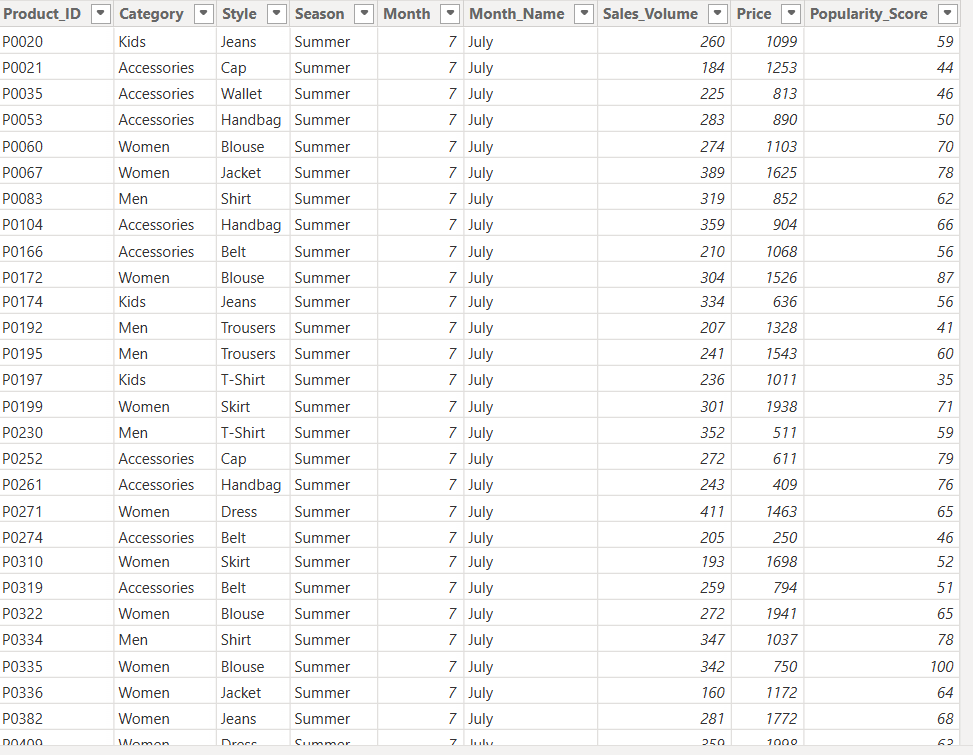 Product_ID Category Style Season Month Month_Name Sales_Volume Price Popularity_Score
P0020 Kids Jeans Summer 7 July 260 1099 59
P0021 Accessories Cap Summer 7 July 184 1253 44
P0035 Accessories Wallet Summer 7 July 225 813 46
P0053 Accessories Handbag Summer 7 July 283 890 50
P0060 Women Blouse Summer 7 July 274 1103 70
P0067 Women Jacket Summer 7 July 389 1625 78
P0083 Men Shirt Summer 7 July 319 852 62
P0104 Accessories Handbag Summer 7 July 359 904 66
P0166 Accessories Belt Summer 7 July 210 1068 56
P0172 Women Blouse Summer 7 July 304 1526 87
P0174 Kids Jeans Summer 7 July 334 636 56
P0192 Men Trousers Summer 7 July 207 1328 41
P0195 Men Trousers Summer 7 July 241 1543 60
P0197 Kids T-Shirt Summer 7 July 236 1011 35
P0199 Women Skirt Summer 7 July 301 1938 71
P0230 Men T-Shirt Summer 7 July 352 511 59
P0252 Accessories Cap Summer 7 July 272 611 79
P0261 Accessories Handbag Summer 7 July 243 409 76
P0271 Women Dress Summer 7 July 411 1463 65
P0274 Accessories Belt Summer 7 July 205 250 46
P0310 Women Skirt Summer 7 July 193 1698 52
P0319 Accessories Belt Summer 7 July 259 794 51
P0322 Women Blouse Summer 7 July 272 1941 65
P0334 Men Shirt Summer 7 July 347 1037 78
P0335 Women Blouse Summer 7 July 342 750 100
P0336 Women Jacket Summer 7 July 160 1172 64
P0382 Women Jeans Summer 7 July 281 1772 68
Women Dress Summer 7 July